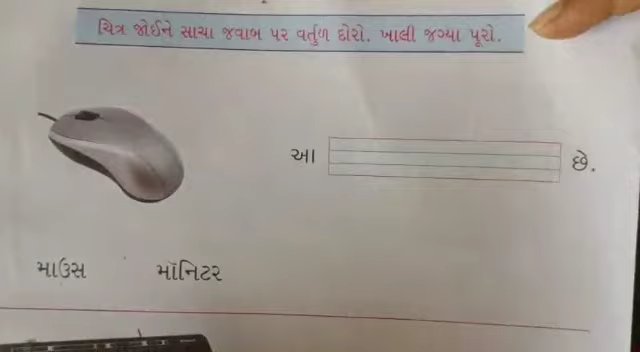 ચિત્ર જોઈને સાચા જવાબ પર વર્તુળ દોરો. ખાલી જગ્યા પૂરો.
આ છે.
માઉસ મૉનિટર